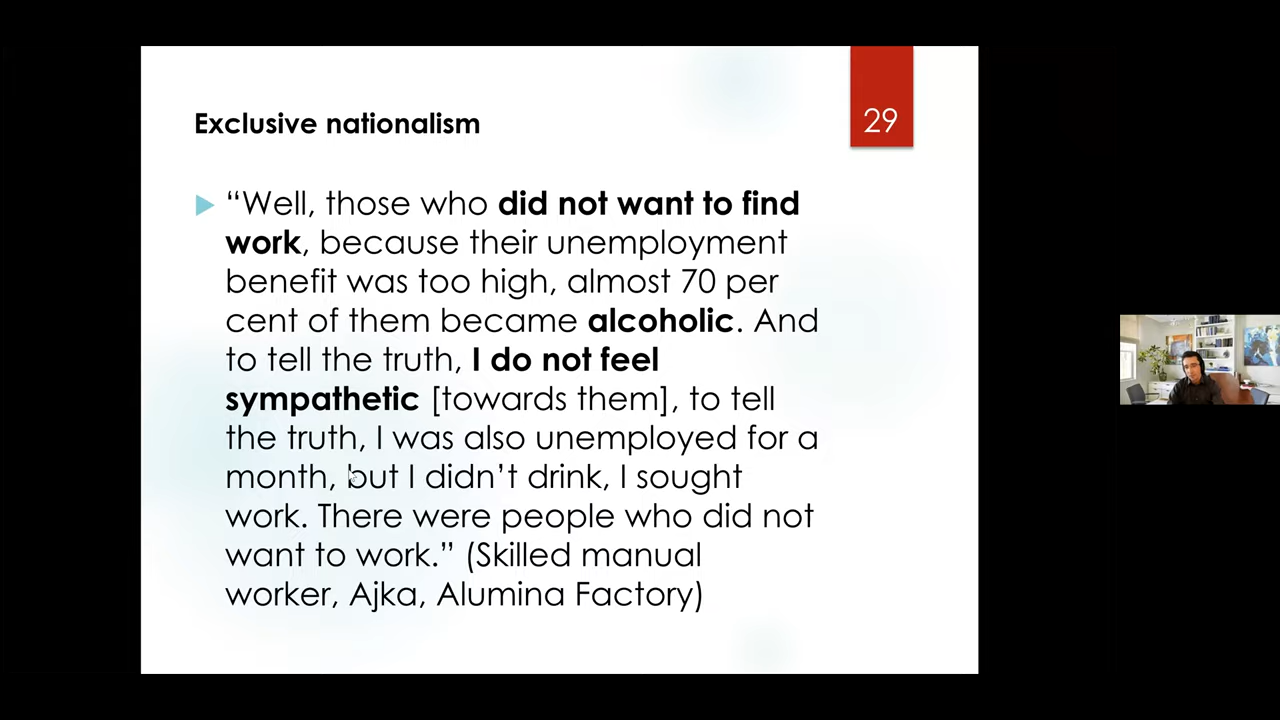 29
Exclusive nationalism
“Well, those who did not want to find
work, because their unemployment
benefit was too high, almost 70 per
cent of them became alcoholic. And
to tell the truth, I do not feel
sympathetic [towards them], to tell
the truth, I was also unemployed for a
month, but I didn’t drink, I sought
work. There were people who did not
want to work.” (Skilled manual
worker, Ajka, Alumina Factory)